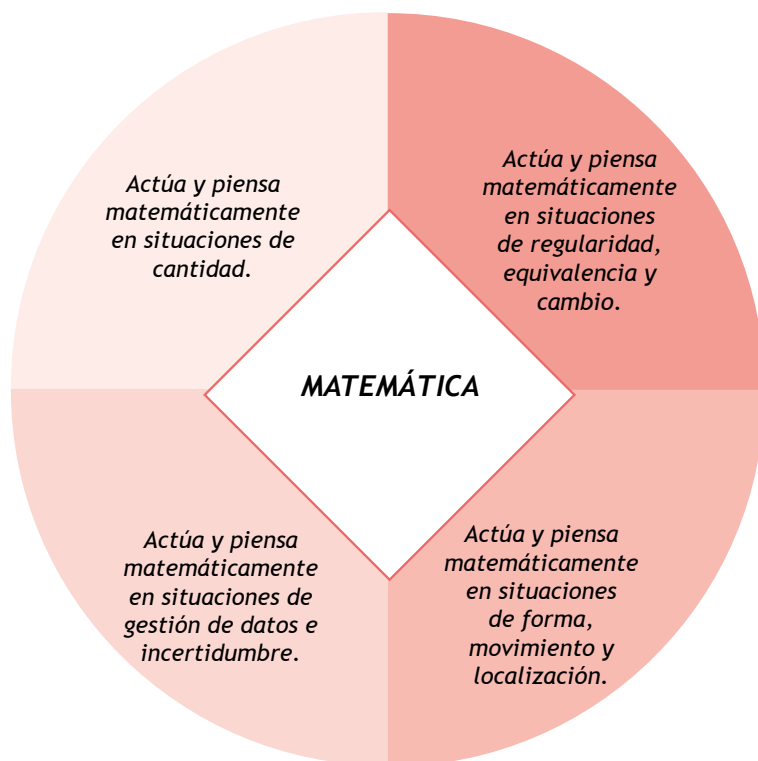 Actúa y piensa
matemáticamente
en situaciones de
cantidad.
Actúa y piensa
matemáticamente
en situaciones
de regularidad,
equivalencia y
cambio.
MATEMÁTICA
Actúa y piensa
matemáticamente
en situaciones de
gestión de datos e
incertidumbre.
Actúa y piensa
matemáticamente
en situaciones
de forma,
movimiento y
localización.